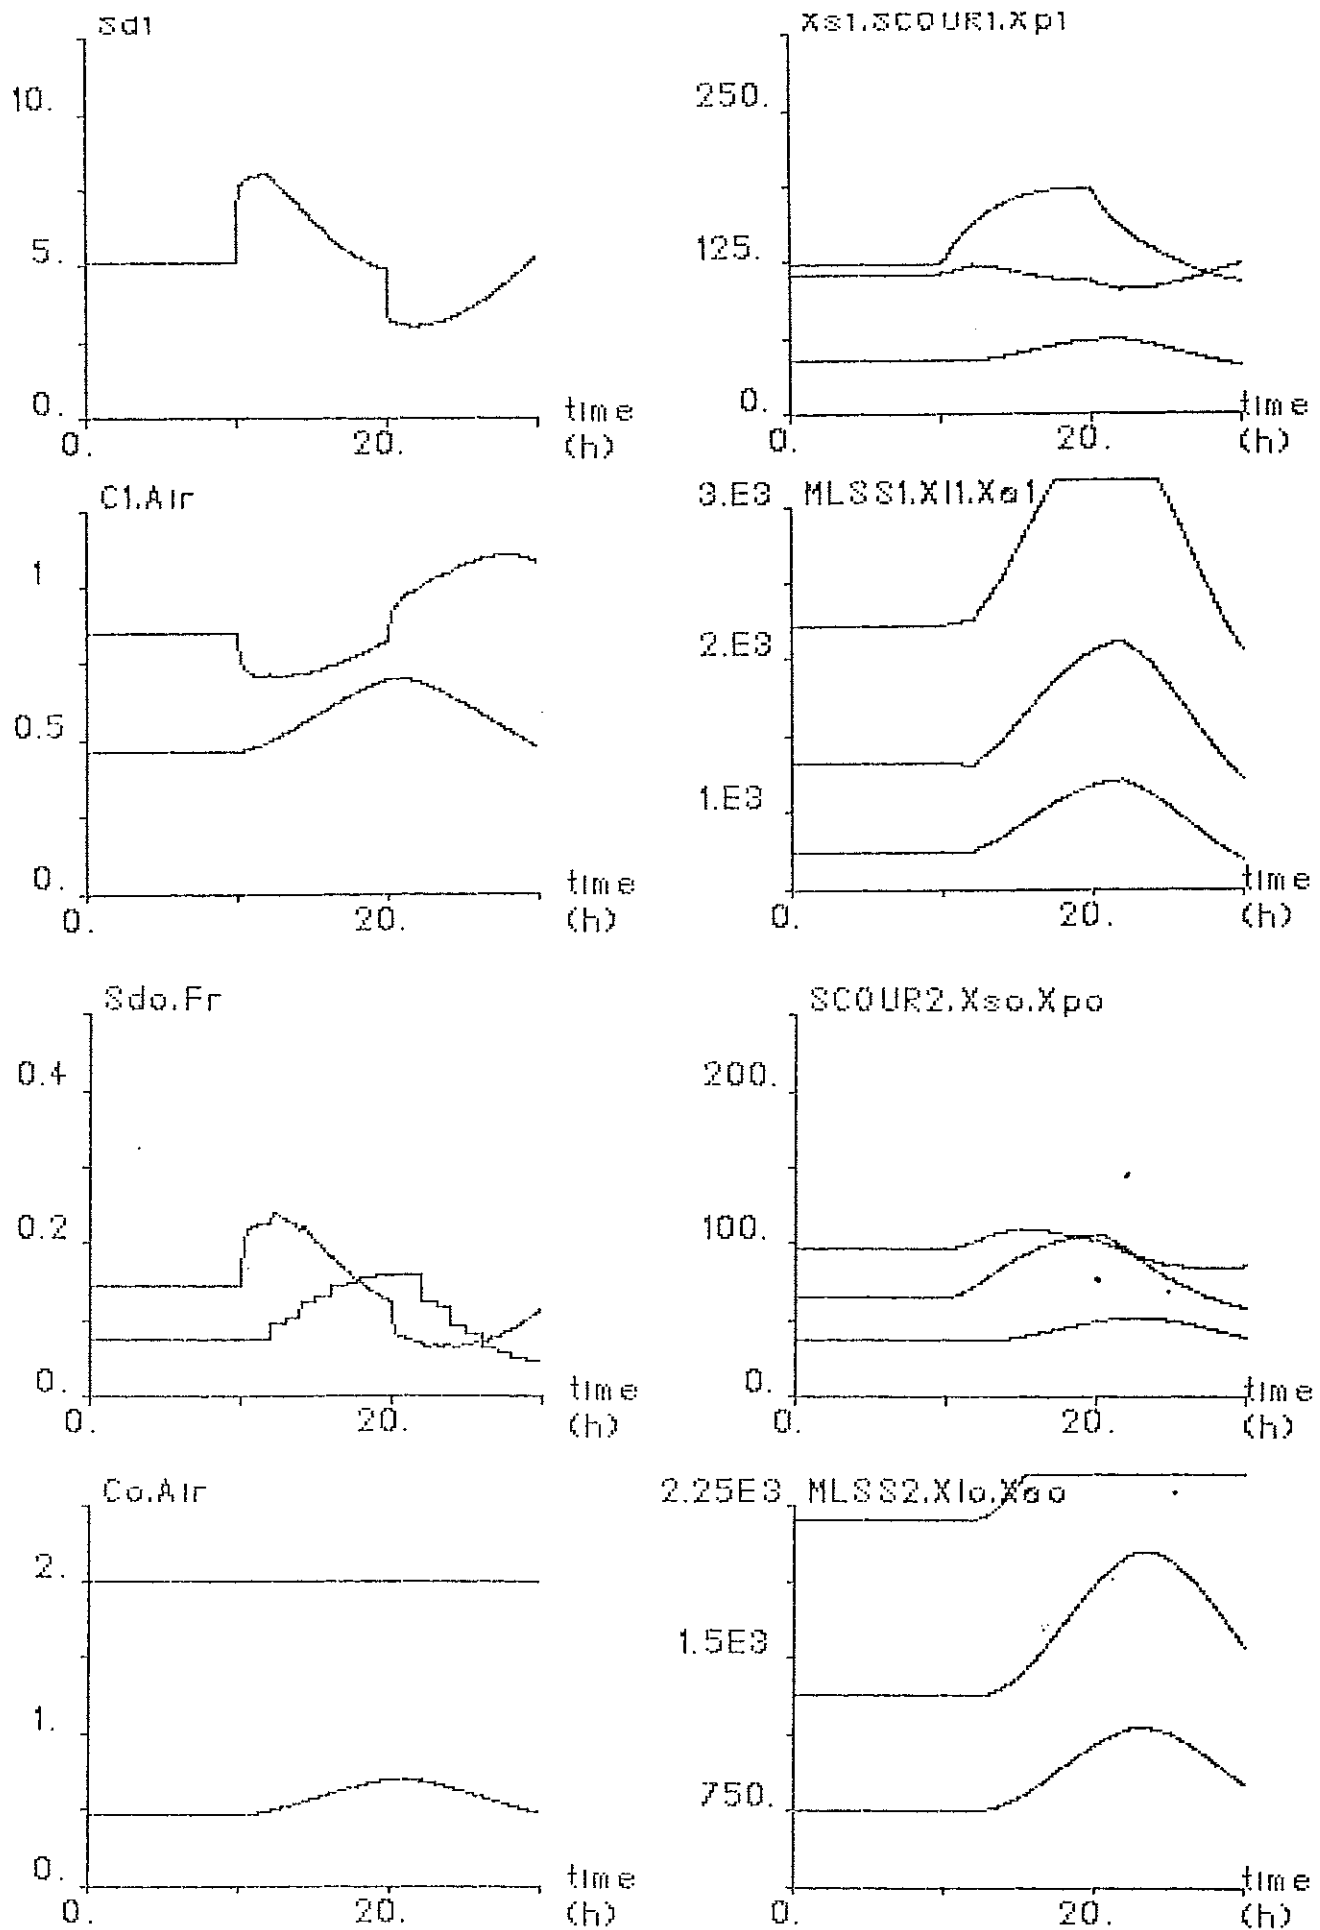 Sd1
10.
5.
0.
0.
20.
time
(h)
Xs1.SCOUR1.Xp1
250.
125.
0.
0.
20.
time
(h)
C1.Air
1
0.5
0.
0.
20.
time
(h)
MLSS1.XI1.Xa1
3.E3
2.E3
1.E3
0.
20.
time
(h)
Sdo.Fr
0.4
0.2
0.
0.
20.
time
(h)
SCOUR2.Xso.Xpo
200.
100.
0.
0.
20.
time
(h)
Co.Air
2.
1.
0.
0.
20.
time
(h)
MLSS2.XIo.Xao
2.25E3
1.5E3
750.
0.
20.
time
(h)